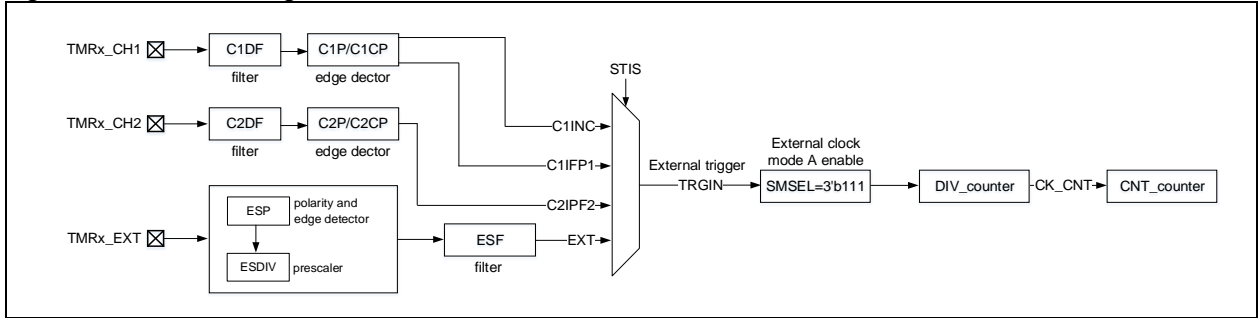 TMRx_CH1
C1DF
filter
C1P/C1CP
edge dector
TMRx_CH2
C2DF
filter
C2P/C2CP
edge dector
TMRx_EXT
ESP
polarity and
edge detector
ESDIV
prescaler
ESF
filter
STIS
C1INC
C1IFP1
C2IPF2
EXT
External trigger
TRGIN
External clock
mode A enable
SMSEL=3'b111
DIV_counter
CK_CNT
CNT_counter